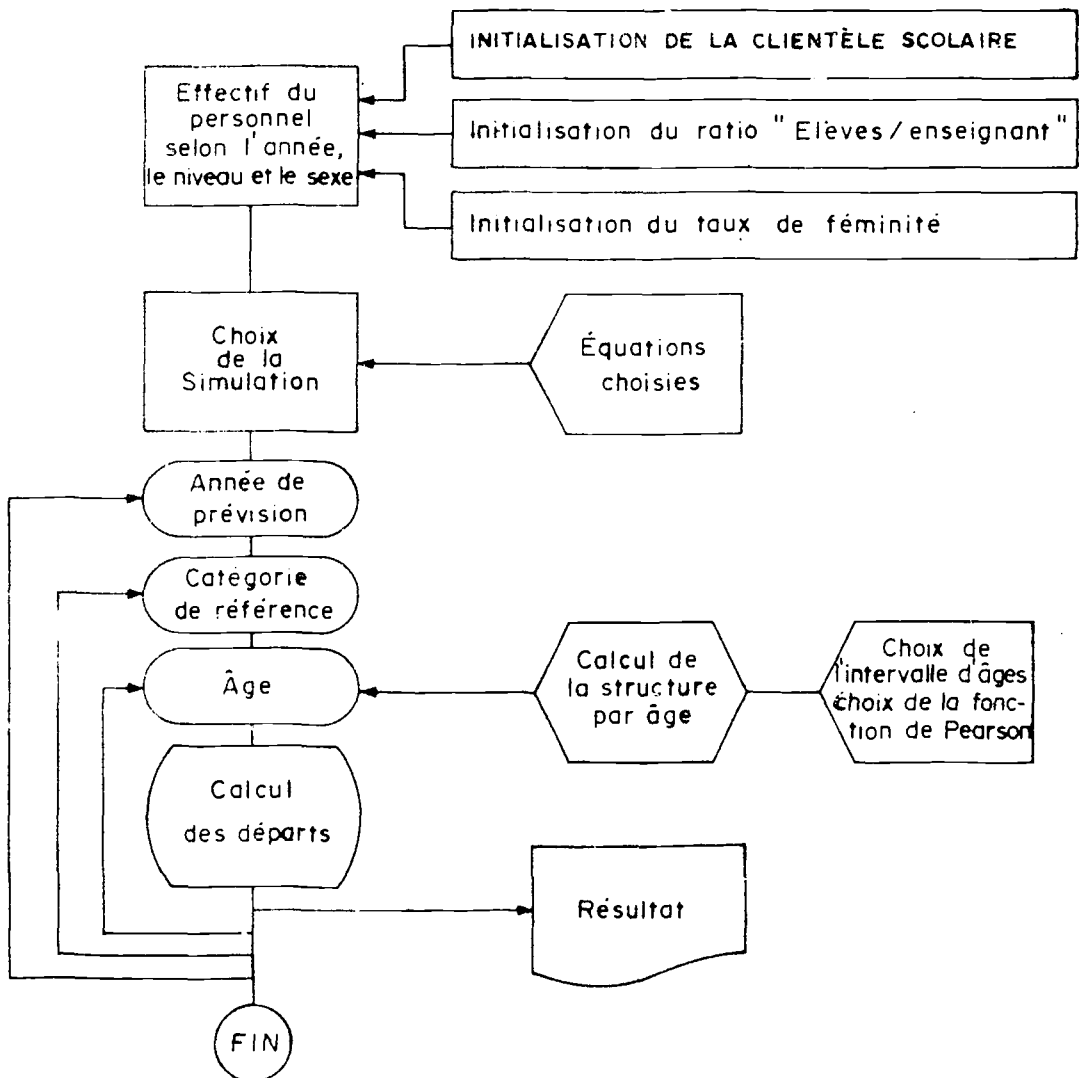 INITIALISATION DE LA CLIENTÈLE SCOLAIRE
Effectif du
personnel
selon l'année,
le niveau et le sexe
Initialisation du ratio " Elèves/enseignant"
Initialisation du taux de féminité
Choix
de la
Simulation
Équations
choisies
Année de
prévision
Catégorie
de référence
Âge
Calcul de
la structure
par âge
Choix de
l'intervalle d'âges
choix de la fonc-
tion de Pearson
Calcul
des départs
Résultat
FIN